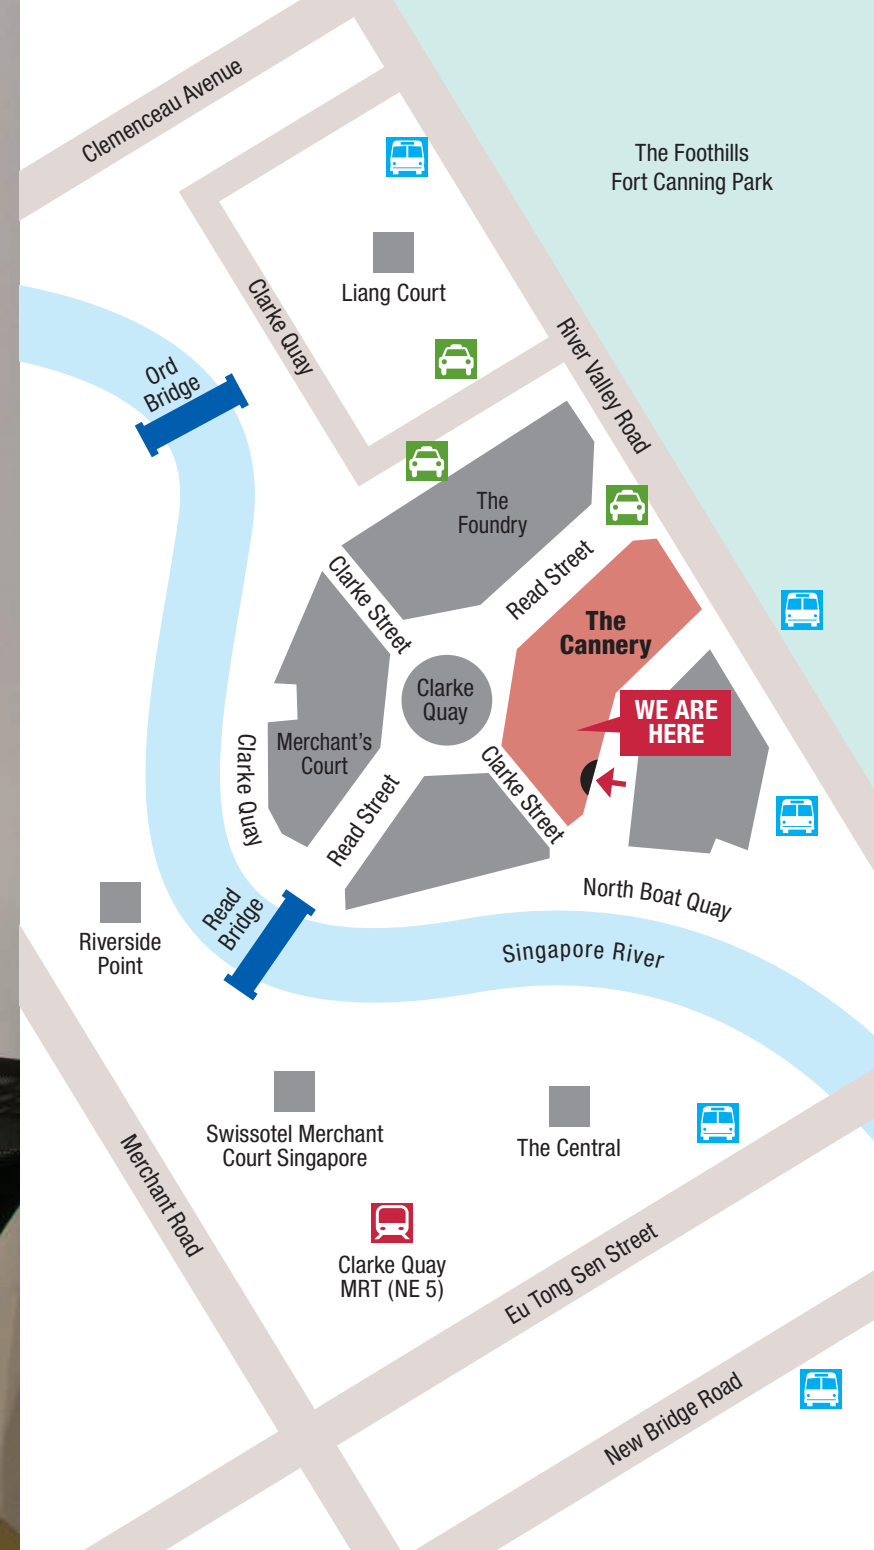 Clemenceau Avenue
The Foothills
Fort Canning Park
Liang Court
Clarke Quay
River Valley Road
Ord
Bridge
The
Foundry
Read Street
Clarke Street
The
Cannery
Clarke
Quay
WE ARE
HERE
Merchant's
Court
Clarke Quay
Clarke Street
Read Street
North Boat Quay
Read
Bridge
Singapore River
Riverside
Point
Swissotel Merchant
Court Singapore
The Central
Merchant Road
Clarke Quay
MRT (NE 5)
Eu Tong Sen Street
New Bridge Road